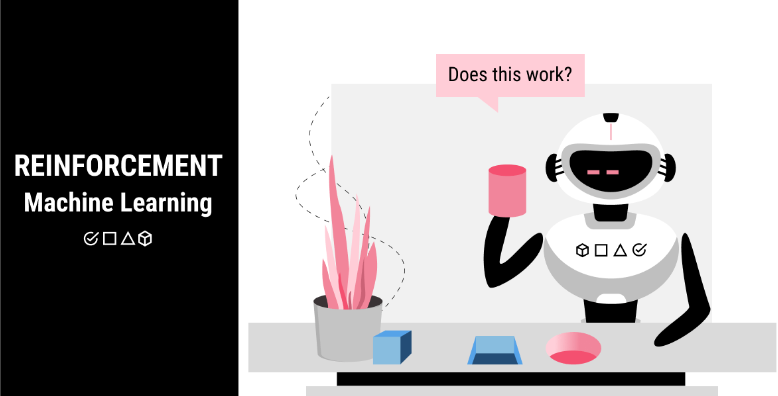 REINFORCEMENT
Machine Learning
Does this work?